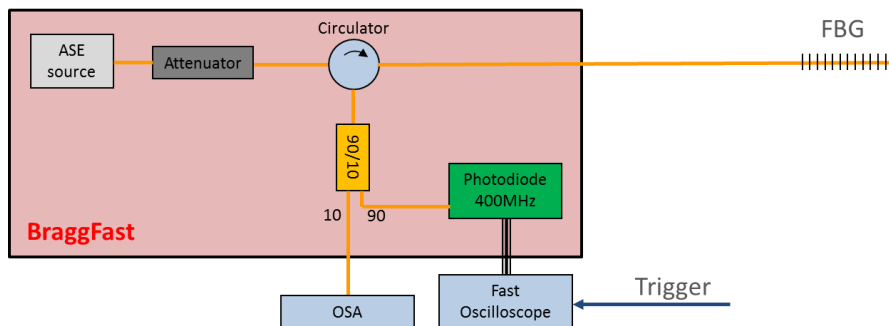 Circulator
FBG
ASE
source
Attenuator
90/10
Photodiode
400MHz
10
90
BraggFast
Trigger
OSA
Fast
Oscilloscope